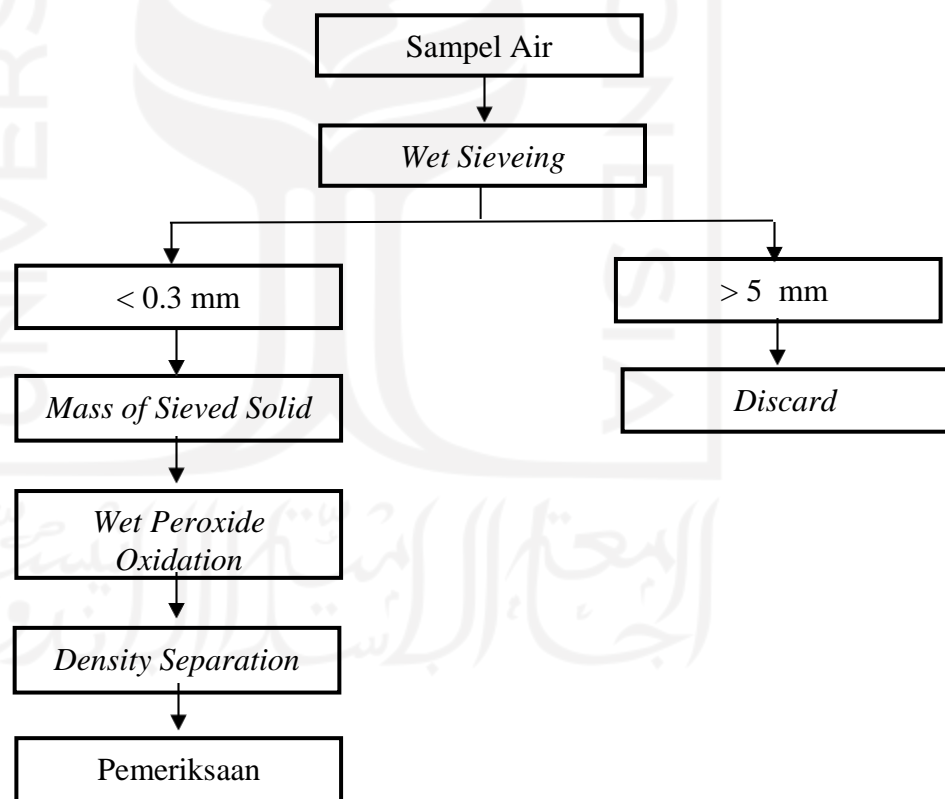 Sampel Air
Wet Sieveing
< 0.3 mm
> 5 mm
Mass of Sieved Solid
Discard
Wet Peroxide
Oxidation
Density Separation
Pemeriksaan